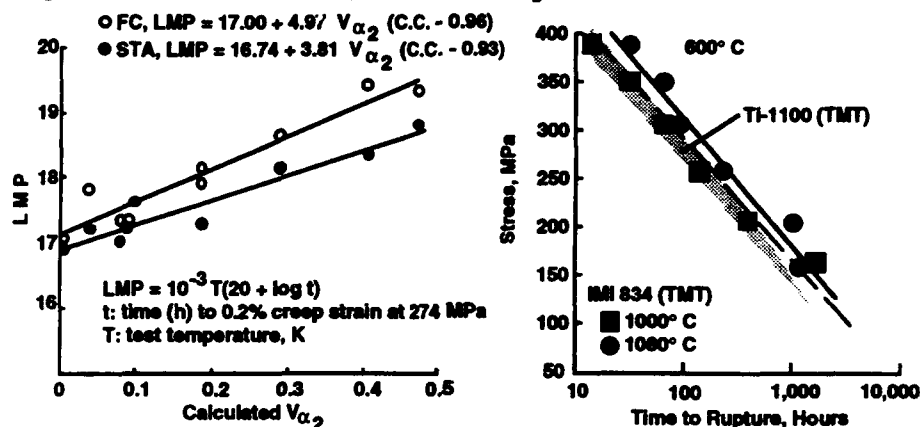 ○ FC, LMP = 17.00 + 4.97 Vα2 (C.C. - 0.96)
● STA, LMP = 16.74 + 3.81 Vα2 (C.C. - 0.93)
20
19
18
17
16
LMP
LMP = 10⁻³ T(20 + log t)
t: time (h) to 0.2% creep strain at 274 MPa
T: test temperature, K
0 0.1 0.2 0.3 0.4 0.5
Calculated Vα2
400
350
300
250
200
150
100
50
Stress, MPa
600° C
Ti-1100 (TMT)
IMI 834 (TMT)
■ 1000° C
● 1080° C
10 100 1,000 10,000
Time to Rupture, Hours